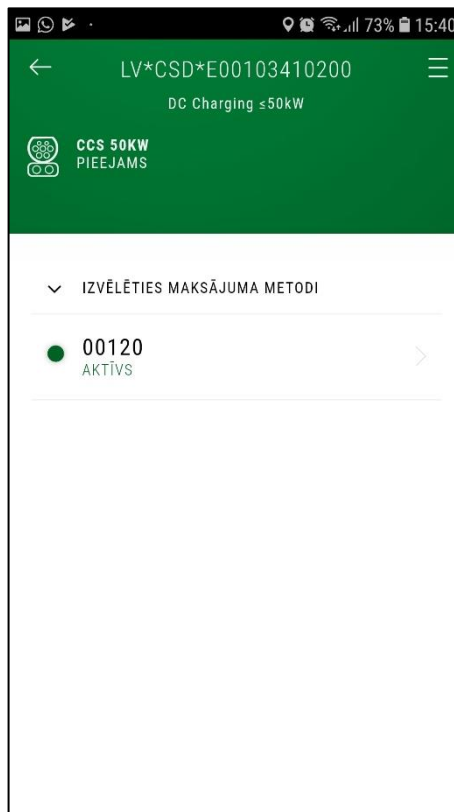 73% 15:40
LV*CSD*E00103410200
DC Charging ≤50kW
CCS 50KW
PIEEJAMS
IZVĒLĒTIES MAKSĀJUMA METODI
00120
AKTĪVS